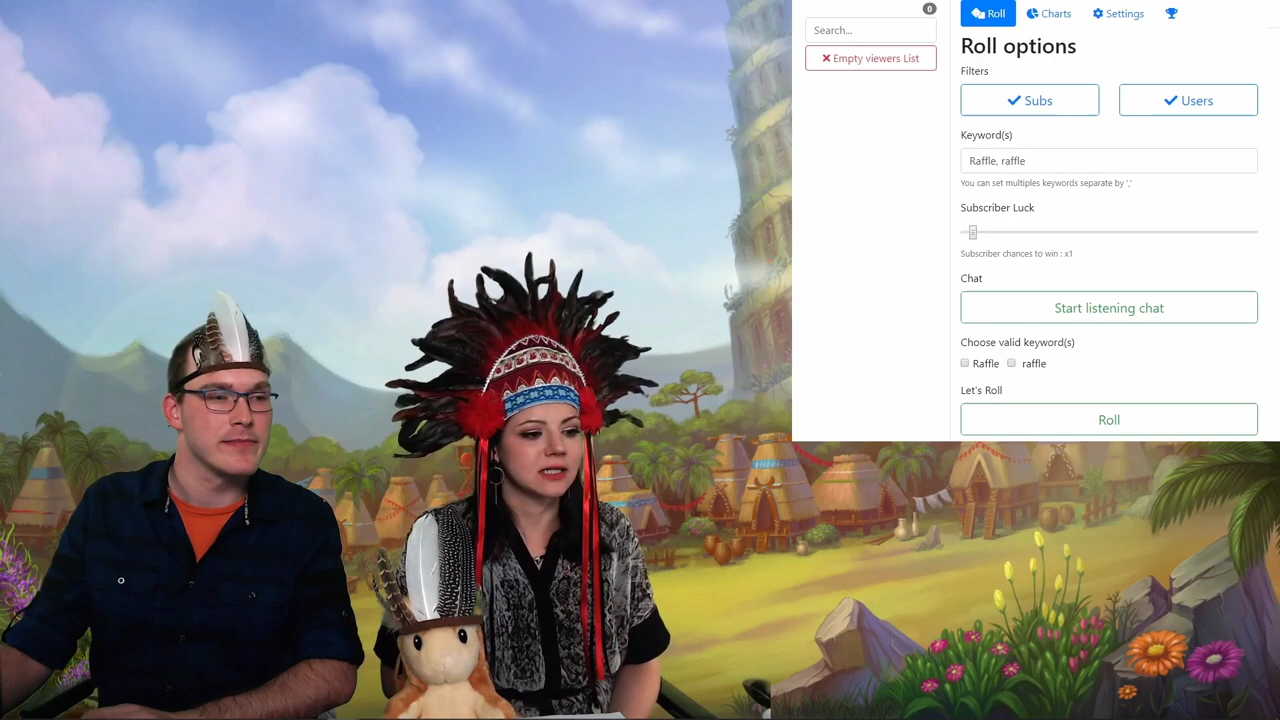 0
Search...
Empty viewers List
Roll
Charts
Settings
Roll options
Filters
Subs
Users
Keyword(s)
Raffle, raffle
You can set multiples keywords separate by ','
Subscriber Luck
Subscriber chances to win : x1
Chat
Start listening chat
Choose valid keyword(s)
Raffle raffle
Let's Roll
Roll